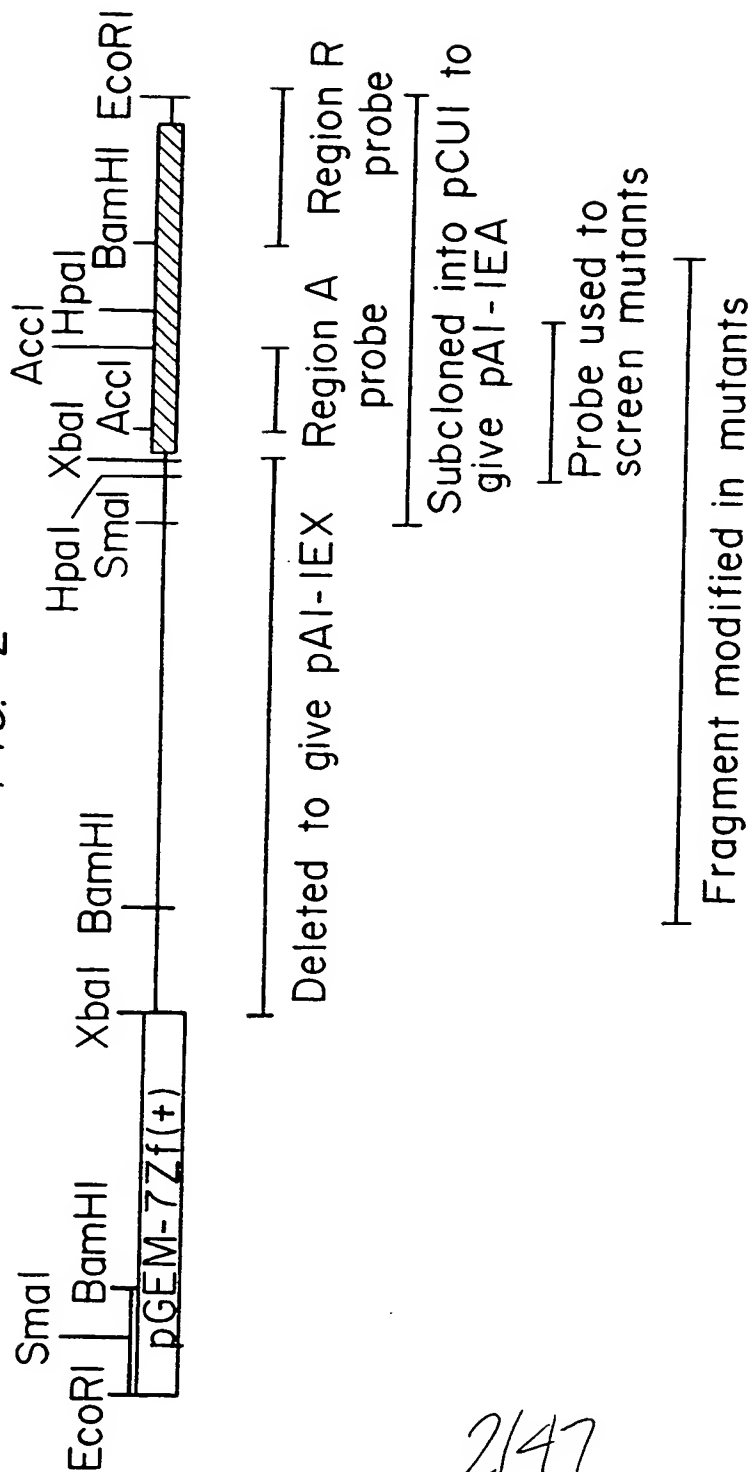 FIG. 2
EcoRI
SmaI
BamHI
XbaI
BamHI
HpaI
SmaI
XbaI
AccI
AccI
HpaI
BamHI
EcoRI
pGEM-7Zf(+)
Deleted to give pAI-IEX
Region A
probe
Region R
probe
Subcloned into pCUI to
give pAI-IEA
Probe used to
screen mutants
Fragment modified in mutants
2/47